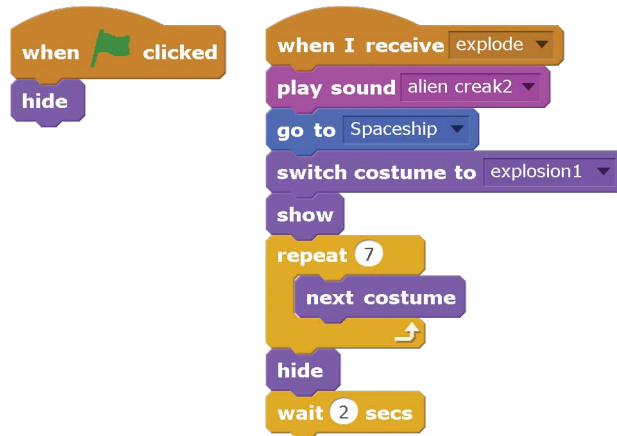 when clicked
hide
when I receive explode
play sound alien creak2
go to Spaceship
switch costume to explosion1
show
repeat 7
next costume
hide
wait 2 secs